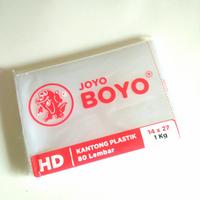 JOYO
BOYO®
HD
KANTONG PLASTIK
80 Lembar
14 x 27
1 Kg